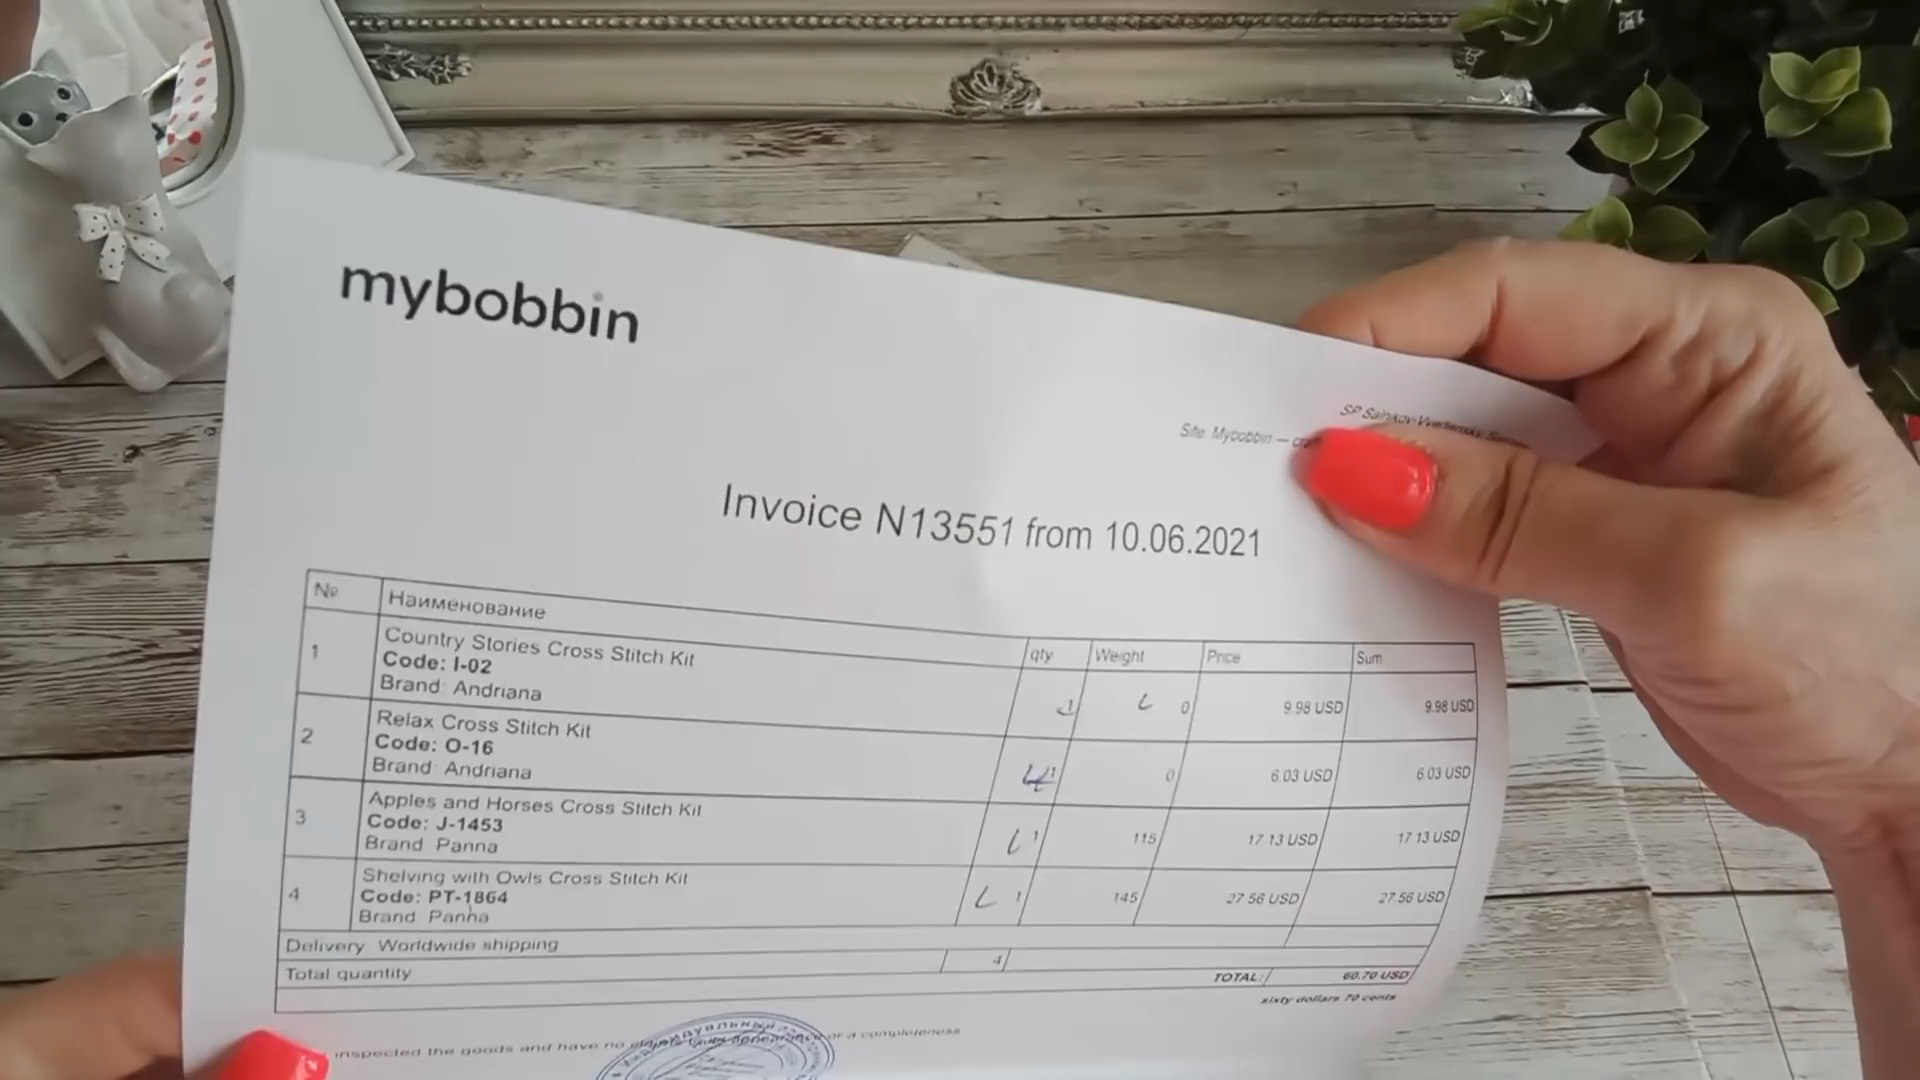 mybobbin
SP Salnikov-Vvedensky
Site: Mybobbin —
Invoice N13551 from 10.06.2021
№ Наименование qty Weight Price Sum
1 Country Stories Cross Stitch Kit
Code: I-02
Brand: Andriana
1 0 9.98 USD 9.98 USD
2 Relax Cross Stitch Kit
Code: O-16
Brand: Andriana
1 0 6.03 USD 6.03 USD
3 Apples and Horses Cross Stitch Kit
Code: J-1453
Brand: Panna
1 115 17.13 USD 17.13 USD
4 Shelving with Owls Cross Stitch Kit
Code: PT-1864
Brand: Panna
1 145 27.56 USD 27.56 USD
Delivery: Worldwide shipping
Total quantity 4 TOTAL: 60.70 USD
sixty dollars 70 cents
inspected the goods and have no or a completeness